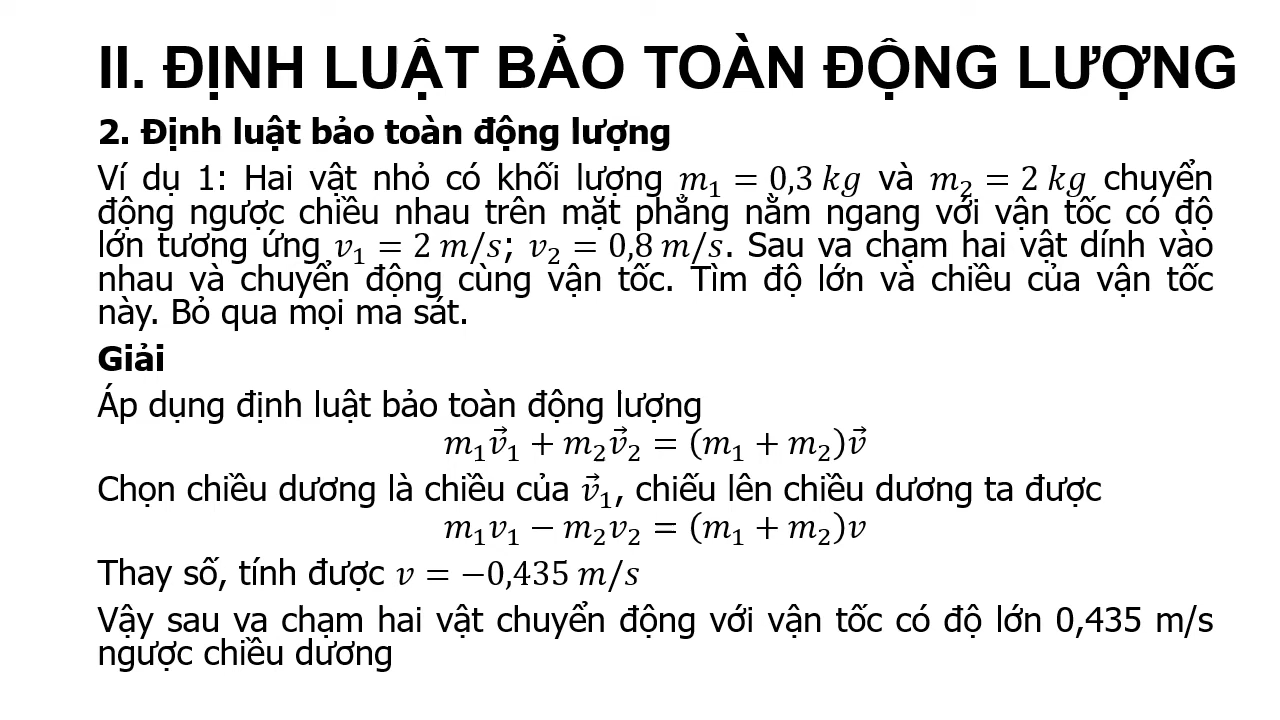 II. ĐỊNH LUẬT BẢO TOÀN ĐỘNG LƯỢNG
2. Định luật bảo toàn động lượng
Ví dụ 1: Hai vật nhỏ có khối lượng m₁ = 0,3 kg và m₂ = 2 kg chuyển
động ngược chiều nhau trên mặt phẳng nằm ngang với vận tốc có độ
lớn tương ứng v₁ = 2 m/s; v₂ = 0,8 m/s. Sau va chạm hai vật dính vào
nhau và chuyển động cùng vận tốc. Tìm độ lớn và chiều của vận tốc
này. Bỏ qua mọi ma sát.
Giải
Áp dụng định luật bảo toàn động lượng
m₁v⃗₁ + m₂v⃗₂ = (m₁ + m₂)v⃗
Chọn chiều dương là chiều của v⃗₁, chiếu lên chiều dương ta được
m₁v₁ − m₂v₂ = (m₁ + m₂)v
Thay số, tính được v = −0,435 m/s
Vậy sau va chạm hai vật chuyển động với vận tốc có độ lớn 0,435 m/s
ngược chiều dương